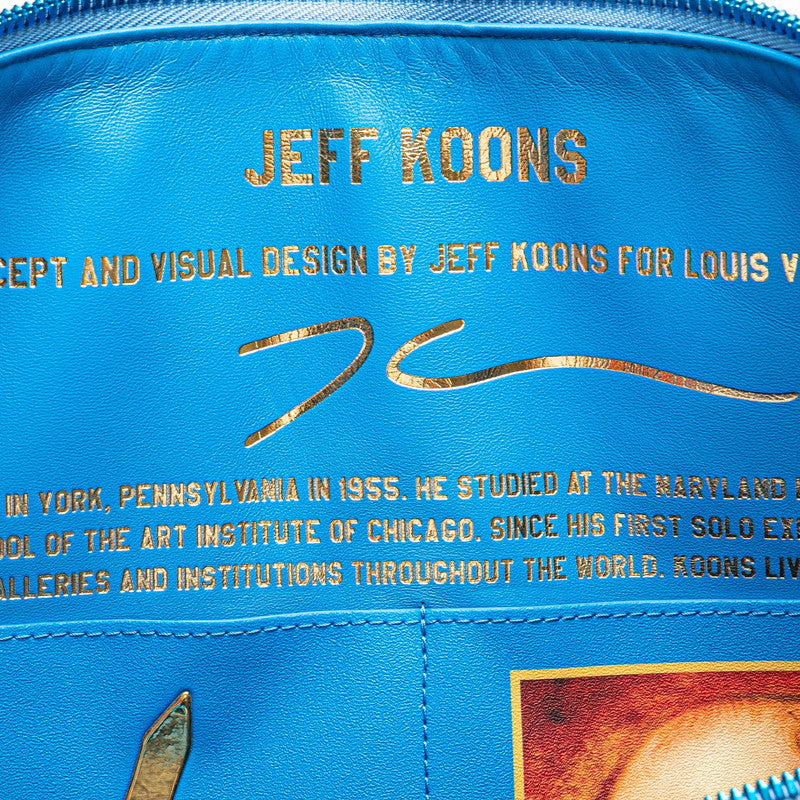 JEFF KOONS
CEPT AND VISUAL DESIGN BY JEFF KOONS FOR LOUIS V
IN YORK, PENNSYLVANIA IN 1955. HE STUDIED AT THE MARYLAND
OOL OF THE ART INSTITUTE OF CHICAGO. SINCE HIS FIRST SOLO EX
ALLERIES AND INSTITUTIONS THROUGHOUT THE WORLD. KOONS LIV